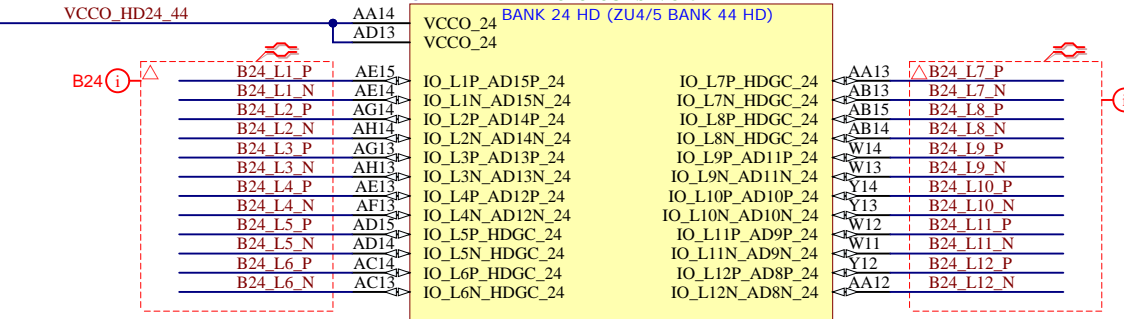 VCCO_HD24_44
AA14
AD13
VCCO_24
VCCO_24
BANK 24 HD (ZU4/5 BANK 44 HD)
B24 i
B24_L1_P AE15 IO_L1P_AD15P_24 IO_L7P_HDGC_24 AA13 B24_L7_P
B24_L1_N AE14 IO_L1N_AD15N_24 IO_L7N_HDGC_24 AB13 B24_L7_N
B24_L2_P AG14 IO_L2P_AD14P_24 IO_L8P_HDGC_24 AB15 B24_L8_P
B24_L2_N AH14 IO_L2N_AD14N_24 IO_L8N_HDGC_24 AB14 B24_L8_N
B24_L3_P AG13 IO_L3P_AD13P_24 IO_L9P_AD11P_24 W14 B24_L9_P
B24_L3_N AH13 IO_L3N_AD13N_24 IO_L9N_AD11N_24 W13 B24_L9_N
B24_L4_P AE13 IO_L4P_AD12P_24 IO_L10P_AD10P_24 Y14 B24_L10_P
B24_L4_N AF13 IO_L4N_AD12N_24 IO_L10N_AD10N_24 Y13 B24_L10_N
B24_L5_P AD15 IO_L5P_HDGC_24 IO_L11P_AD9P_24 W12 B24_L11_P
B24_L5_N AD14 IO_L5N_HDGC_24 IO_L11N_AD9N_24 W11 B24_L11_N
B24_L6_P AC14 IO_L6P_HDGC_24 IO_L12P_AD8P_24 Y12 B24_L12_P
B24_L6_N AC13 IO_L6N_HDGC_24 IO_L12N_AD8N_24 AA12 B24_L12_N